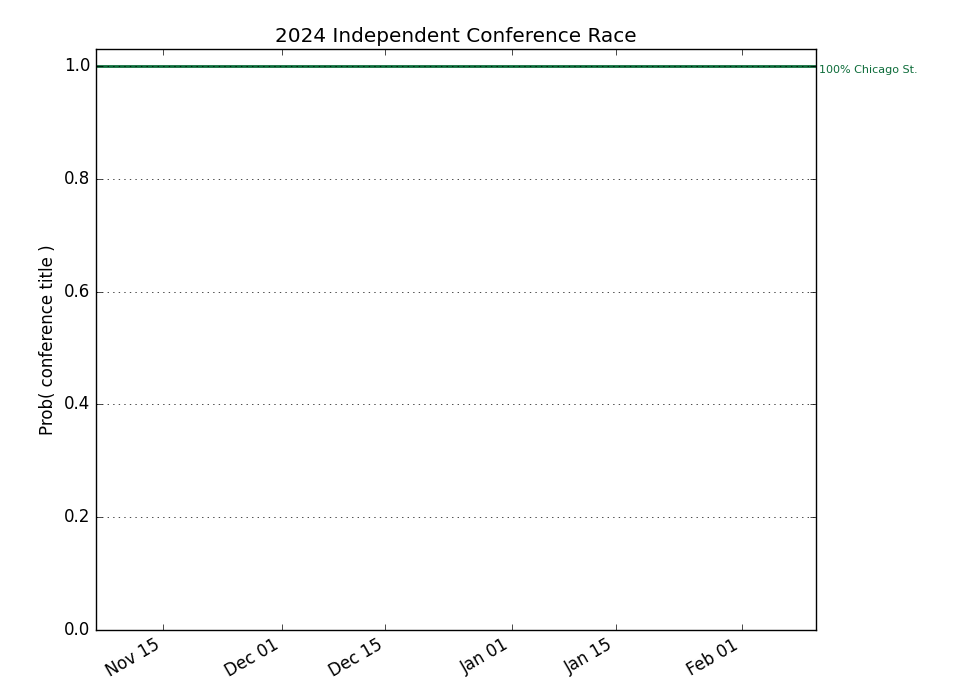 2024 Independent Conference Race
1.0
100% Chicago St.
0.8
0.6
0.4
0.2
0.0
Prob( conference title )
Nov 15
Dec 01
Dec 15
Jan 01
Jan 15
Feb 01